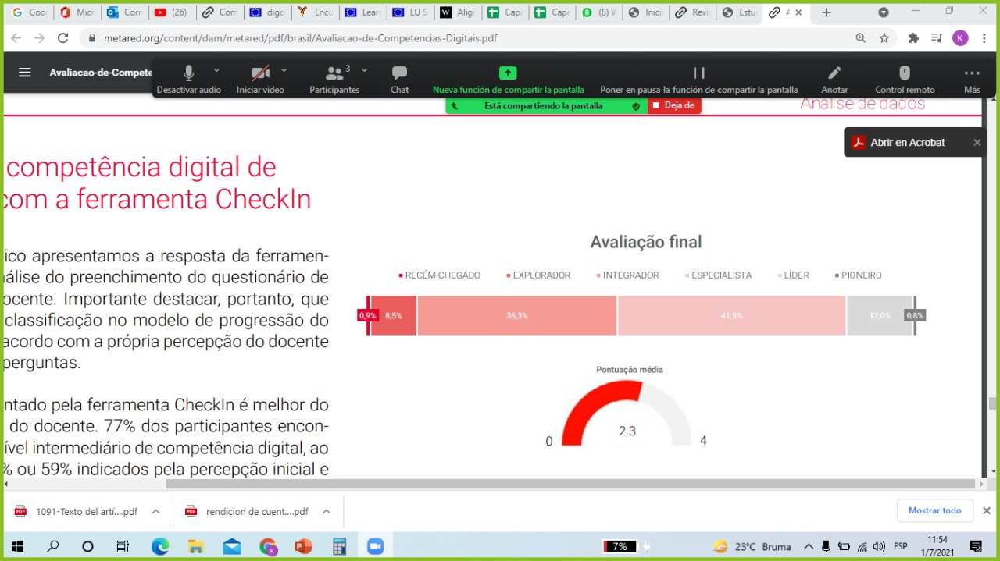 Goo
Micr
Corr
(26)
Com
digc
Encu
Lear
EU S
Align
Capa
Capa
(8) W
Inicia
Revi
Estu
metared.org/content/dam/metared/pdf/brasil/Avaliacao-de-Competencias-Digitais.pdf
K
Avaliacao-de-Compete
3
Desactivar audio
Iniciar video
Participantes
Chat
Nueva función de compartir la pantalla
Poner en pausa la función de compartir la pantalla
Anotar
Control remoto
Más
Está compartiendo la pantalla
Deja de
Análise de dados
Abrir en Acrobat
competência digital de
com a ferramenta CheckIn
ico apresentamos a resposta da ferramen-
nálise do preenchimento do questionário de
ocente. Importante destacar, portanto, que
classificação no modelo de progressão do
acordo com a própria percepção do docente
perguntas.
ntado pela ferramenta CheckIn é melhor do
do docente. 77% dos participantes encon-
ível intermediário de competência digital, ao
% ou 59% indicados pela percepção inicial e
Avaliação final
RECÉM-CHEGADO
EXPLORADOR
INTEGRADOR
ESPECIALISTA
LÍDER
PIONEIRO
0,9%
8,5%
36,3%
41,5%
12,0%
0,8%
Pontuação média
0
2.3
4
1091-Texto del artí....pdf
rendicion de cuent....pdf
Mostrar todo
7%
23°C Bruma
ESP
11:54
1/7/2021